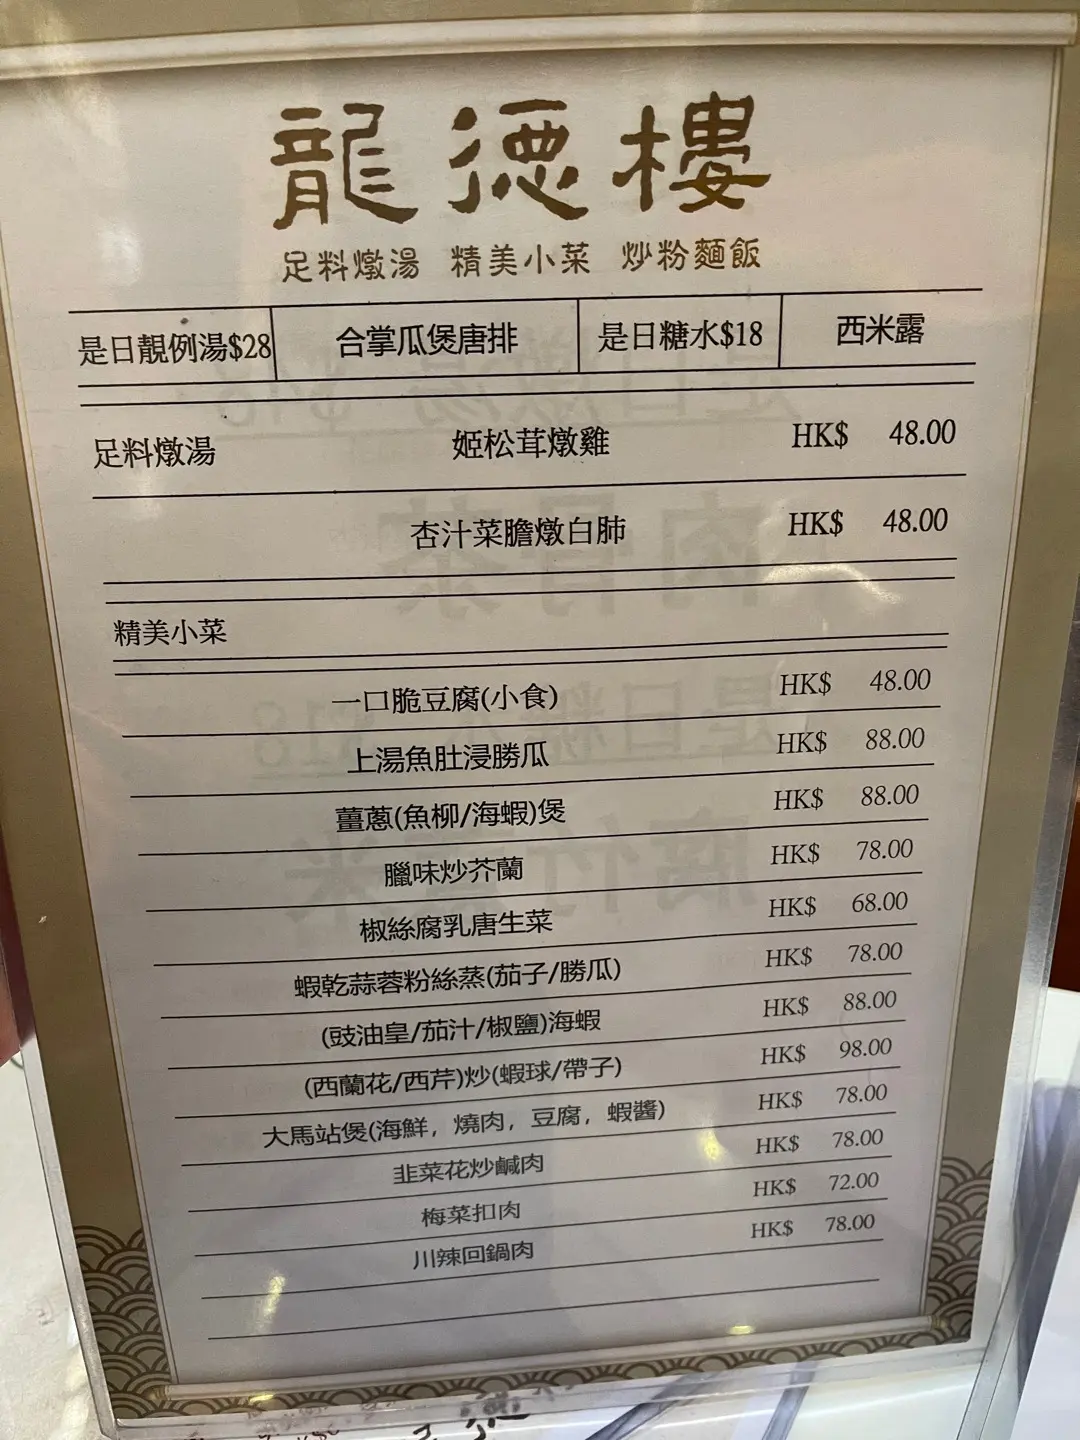 龍德樓
足料燉湯 精美小菜 炒粉麵飯
是日靚例湯$28 合掌瓜煲唐排 是日糖水$18 西米露
足料燉湯 姬松茸燉雞 HK$ 48.00
杏汁菜膽燉白肺 HK$ 48.00
精美小菜
一口脆豆腐(小食) HK$ 48.00
上湯魚肚浸勝瓜 HK$ 88.00
薑蔥(魚柳/海蝦)煲 HK$ 88.00
臘味炒芥蘭 HK$ 78.00
椒絲腐乳唐生菜 HK$ 68.00
蝦乾蒜蓉粉絲蒸(茄子/勝瓜) HK$ 78.00
(豉油皇/茄汁/椒鹽)海蝦 HK$ 88.00
(西蘭花/西芹)炒(蝦球/帶子) HK$ 98.00
大馬站煲(海鮮，燒肉，豆腐，蝦醬) HK$ 78.00
韭菜花炒鹹肉 HK$ 78.00
梅菜扣肉 HK$ 72.00
川辣回鍋肉 HK$ 78.00